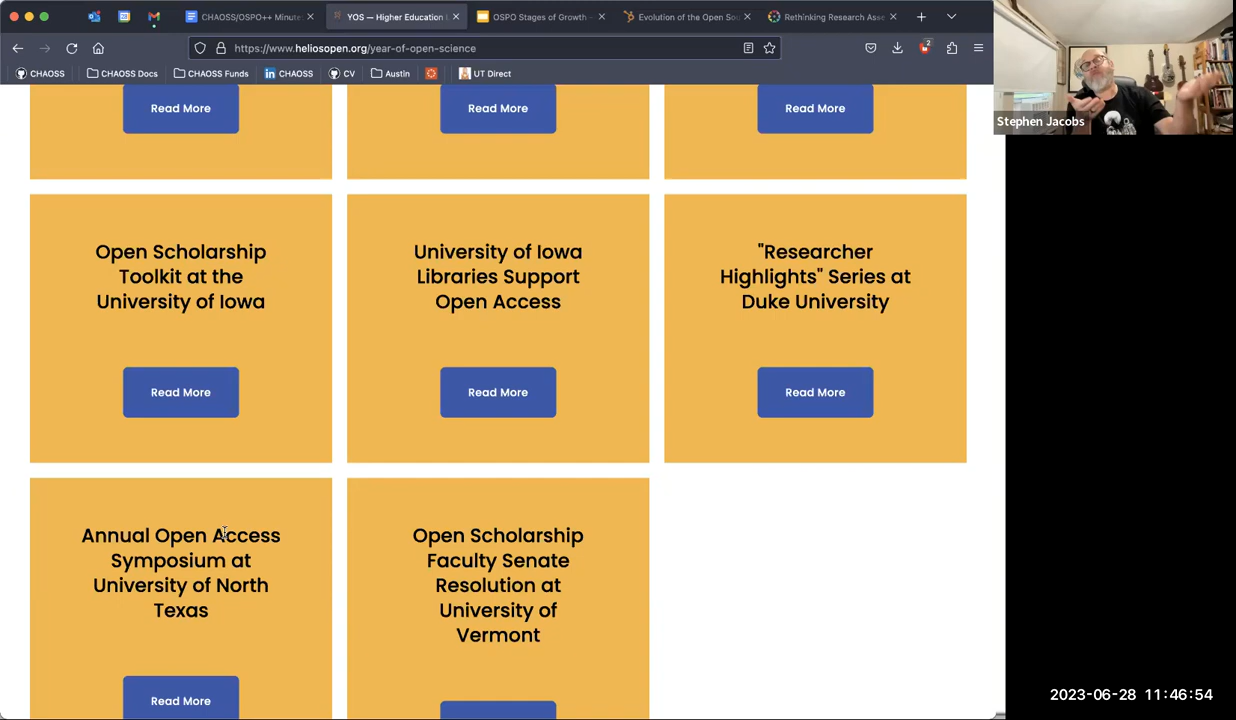 CHAOSS/OSPO++ Minute
YOS — Higher Education
OSPO Stages of Growth -
Evolution of the Open Sou
Rethinking Research Asse
https://www.heliosopen.org/year-of-open-science
2
CHAOSS
CHAOSS Docs
CHAOSS Funds
CHAOSS
CV
Austin
UT Direct
Stephen Jacobs
Read More
Read More
Read More
Open Scholarship
Toolkit at the
University of Iowa
Read More
University of Iowa
Libraries Support
Open Access
Read More
"Researcher
Highlights" Series at
Duke University
Read More
Annual Open Access
Symposium at
University of North
Texas
Read More
Open Scholarship
Faculty Senate
Resolution at
University of
Vermont
2023-06-28 11:46:54